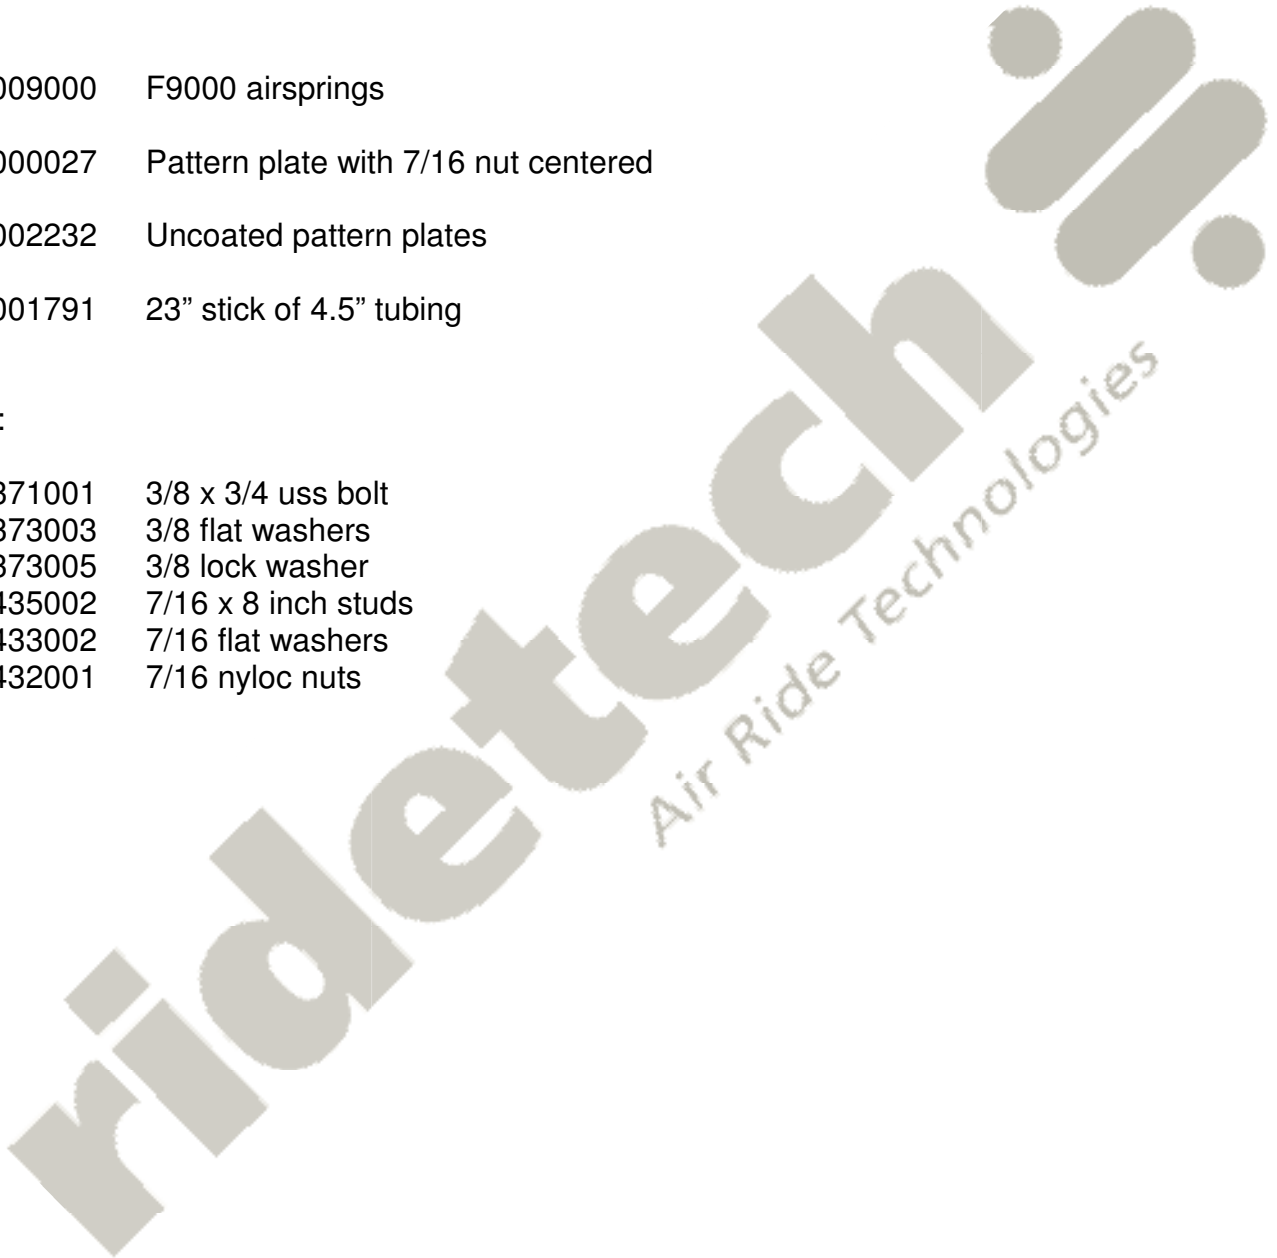 009000 F9000 airsprings
000027 Pattern plate with 7/16 nut centered
002232 Uncoated pattern plates
001791 23” stick of 4.5” tubing
:
371001 3/8 x 3/4 uss bolt
373003 3/8 flat washers
373005 3/8 lock washer
435002 7/16 x 8 inch studs
433002 7/16 flat washers
432001 7/16 nyloc nuts
ridetech
Air Ride Technologies